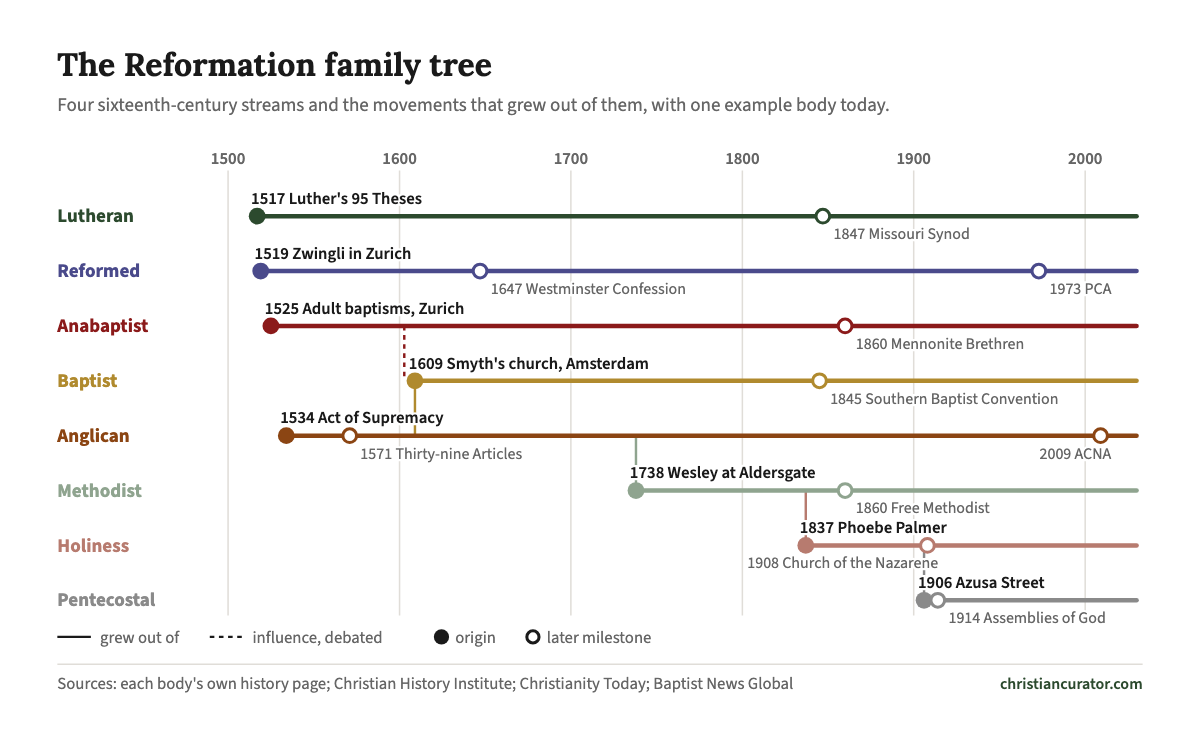 The Reformation family tree
Four sixteenth-century streams and the movements that grew out of them, with one example body today.
1500 1600 1700 1800 1900 2000
1517 Luther's 95 Theses
Lutheran
1847 Missouri Synod
1519 Zwingli in Zurich
Reformed
1647 Westminster Confession 1973 PCA
1525 Adult baptisms, Zurich
Anabaptist
1860 Mennonite Brethren
1609 Smyth's church, Amsterdam
Baptist
1845 Southern Baptist Convention
1534 Act of Supremacy
Anglican
1571 Thirty-nine Articles 2009 ACNA
1738 Wesley at Aldersgate
Methodist
1860 Free Methodist
1837 Phoebe Palmer
Holiness
1908 Church of the Nazarene
1906 Azusa Street
Pentecostal
1914 Assemblies of God
grew out of influence, debated origin later milestone
Sources: each body's own history page; Christian History Institute; Christianity Today; Baptist News Global christiancurator.com